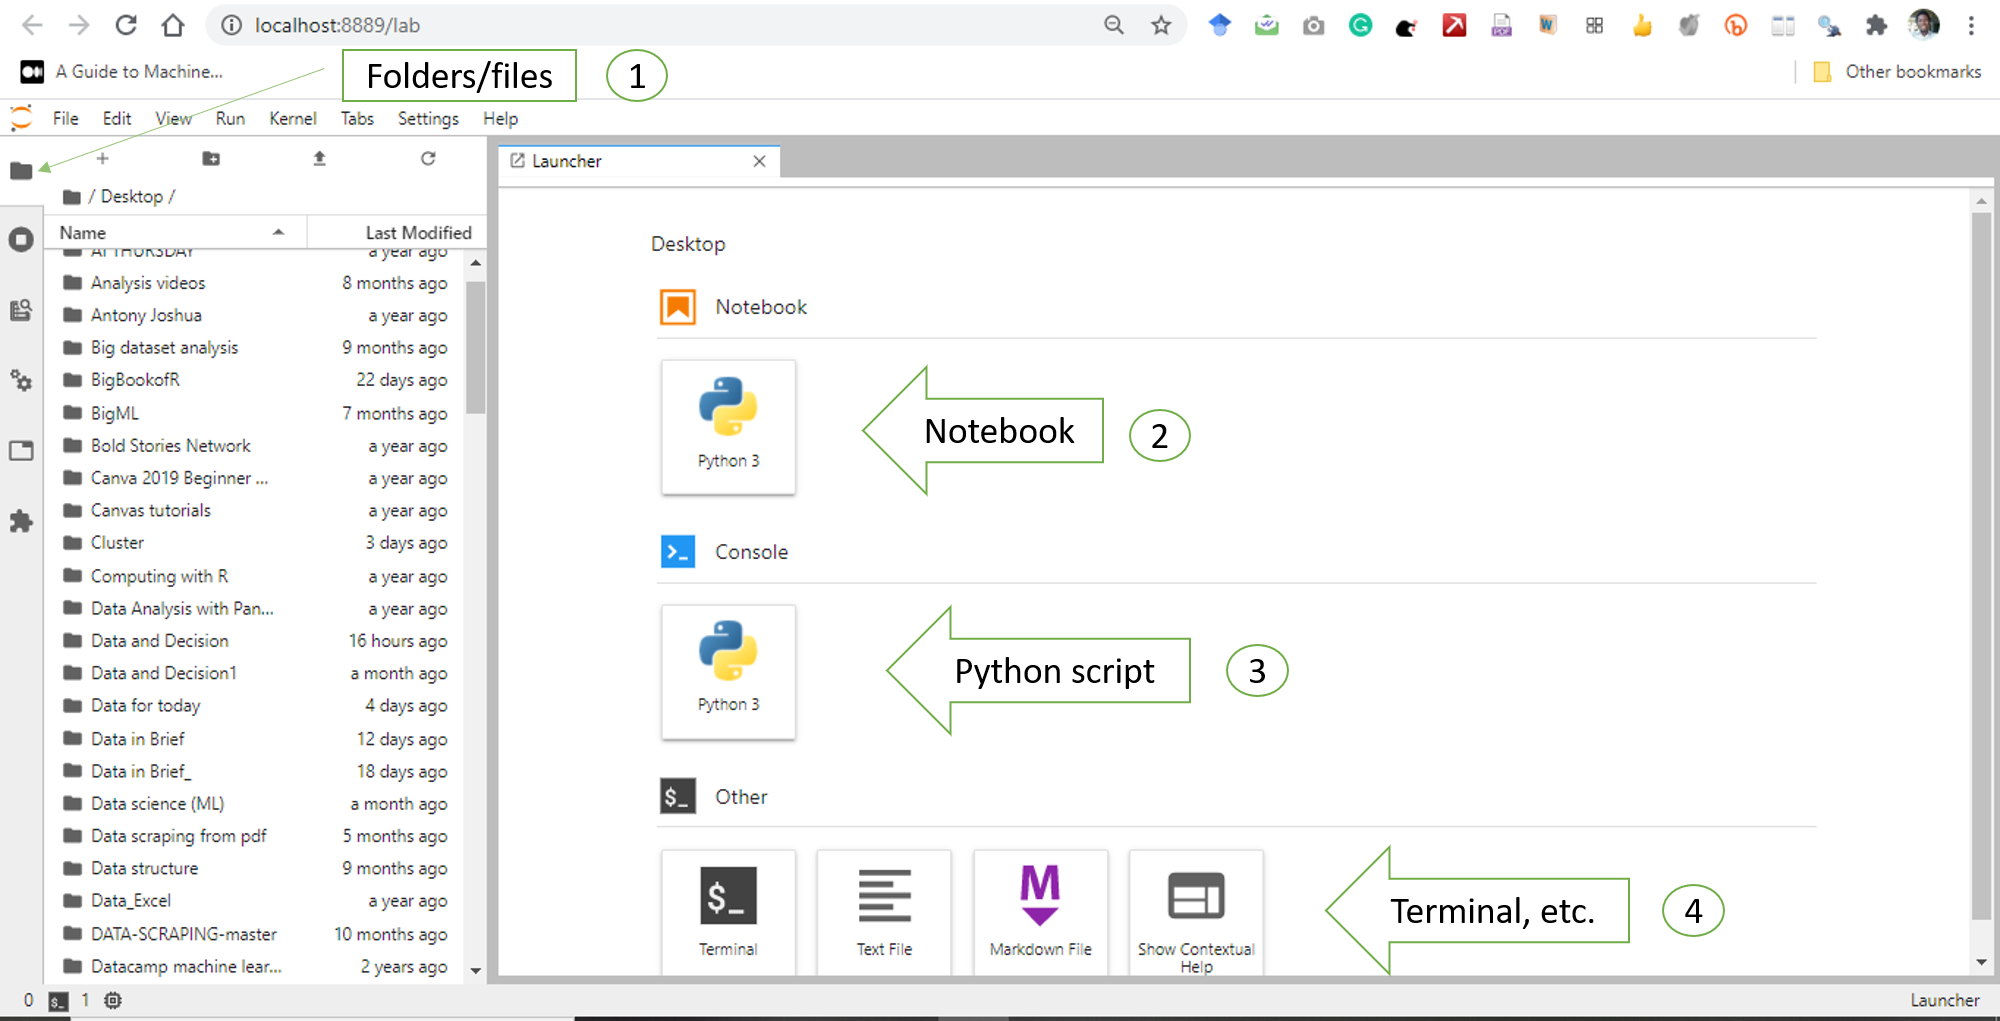 localhost:8889/lab
A Guide to Machine...
Other bookmarks
Folders/files
1
File Edit View Run Kernel Tabs Settings Help
/ Desktop /
Name Last Modified
AI THURSDAY a year ago
Analysis videos 8 months ago
Antony Joshua a year ago
Big dataset analysis 9 months ago
BigBookofR 22 days ago
BigML 7 months ago
Bold Stories Network a year ago
Canva 2019 Beginner ... a year ago
Canvas tutorials a year ago
Cluster 3 days ago
Computing with R a year ago
Data Analysis with Pan... a year ago
Data and Decision 16 hours ago
Data and Decision1 a month ago
Data for today 4 days ago
Data in Brief 12 days ago
Data in Brief_ 18 days ago
Data science (ML) a month ago
Data scraping from pdf 5 months ago
Data structure 9 months ago
Data_Excel a year ago
DATA-SCRAPING-master 10 months ago
Datacamp machine lear... 2 years ago
Launcher
Desktop
Notebook
Python 3
Notebook
2
Console
Python 3
Python script
3
$_ Other
$_
Terminal
Text File
M
Markdown File
Show Contextual
Help
Terminal, etc.
4
0 $_ 1
Launcher